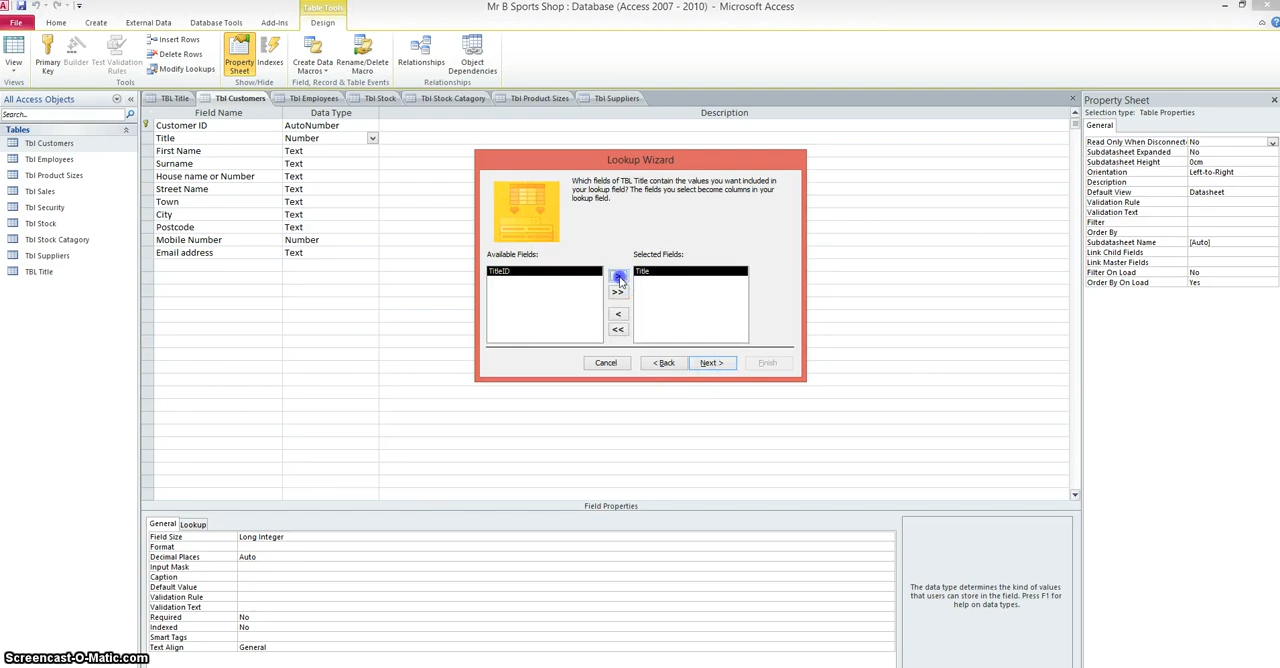 Mr B Sports Shop : Database (Access 2007 - 2010) - Microsoft Access
Table Tools
File Home Create External Data Database Tools Add-Ins Design
View
Views
Primary Key
Builder
Test Validation Rules
Insert Rows
Delete Rows
Modify Lookups
Tools
Property Sheet
Indexes
Show/Hide
Create Data Macros
Rename/Delete Macro
Field, Record & Table Events
Relationships
Object Dependencies
Relationships
All Access Objects
Search...
Tables
Tbl Customers
Tbl Employees
Tbl Product Sizes
Tbl Sales
Tbl Security
Tbl Stock
Tbl Stock Catagory
Tbl Suppliers
TBL Title
TBL Title Tbl Customers Tbl Employees Tbl Stock Tbl Stock Catagory Tbl Product Sizes Tbl Suppliers
Field Name Data Type Description
Customer ID AutoNumber
Title Number
First Name Text
Surname Text
House name or Number Text
Street Name Text
Town Text
City Text
Postcode Text
Mobile Number Number
Email address Text
Lookup Wizard
Which fields of TBL Title contain the values you want included in
your lookup field? The fields you select become columns in your
lookup field.
Available Fields: Selected Fields:
TitleID Title
>
>>
<
<<
Cancel < Back Next > Finish
Field Properties
General Lookup
Field Size Long Integer
Format
Decimal Places Auto
Input Mask
Caption
Default Value
Validation Rule
Validation Text
Required No
Indexed No
Smart Tags
Text Align General
The data type determines the kind of values
that users can store in the field. Press F1 for
help on data types.
Property Sheet
Selection type: Table Properties
General
Read Only When Disconnect No
Subdatasheet Expanded No
Subdatasheet Height 0cm
Orientation Left-to-Right
Description
Default View Datasheet
Validation Rule
Validation Text
Filter
Order By
Subdatasheet Name [Auto]
Link Child Fields
Link Master Fields
Filter On Load No
Order By On Load Yes
Screencast-O-Matic.com